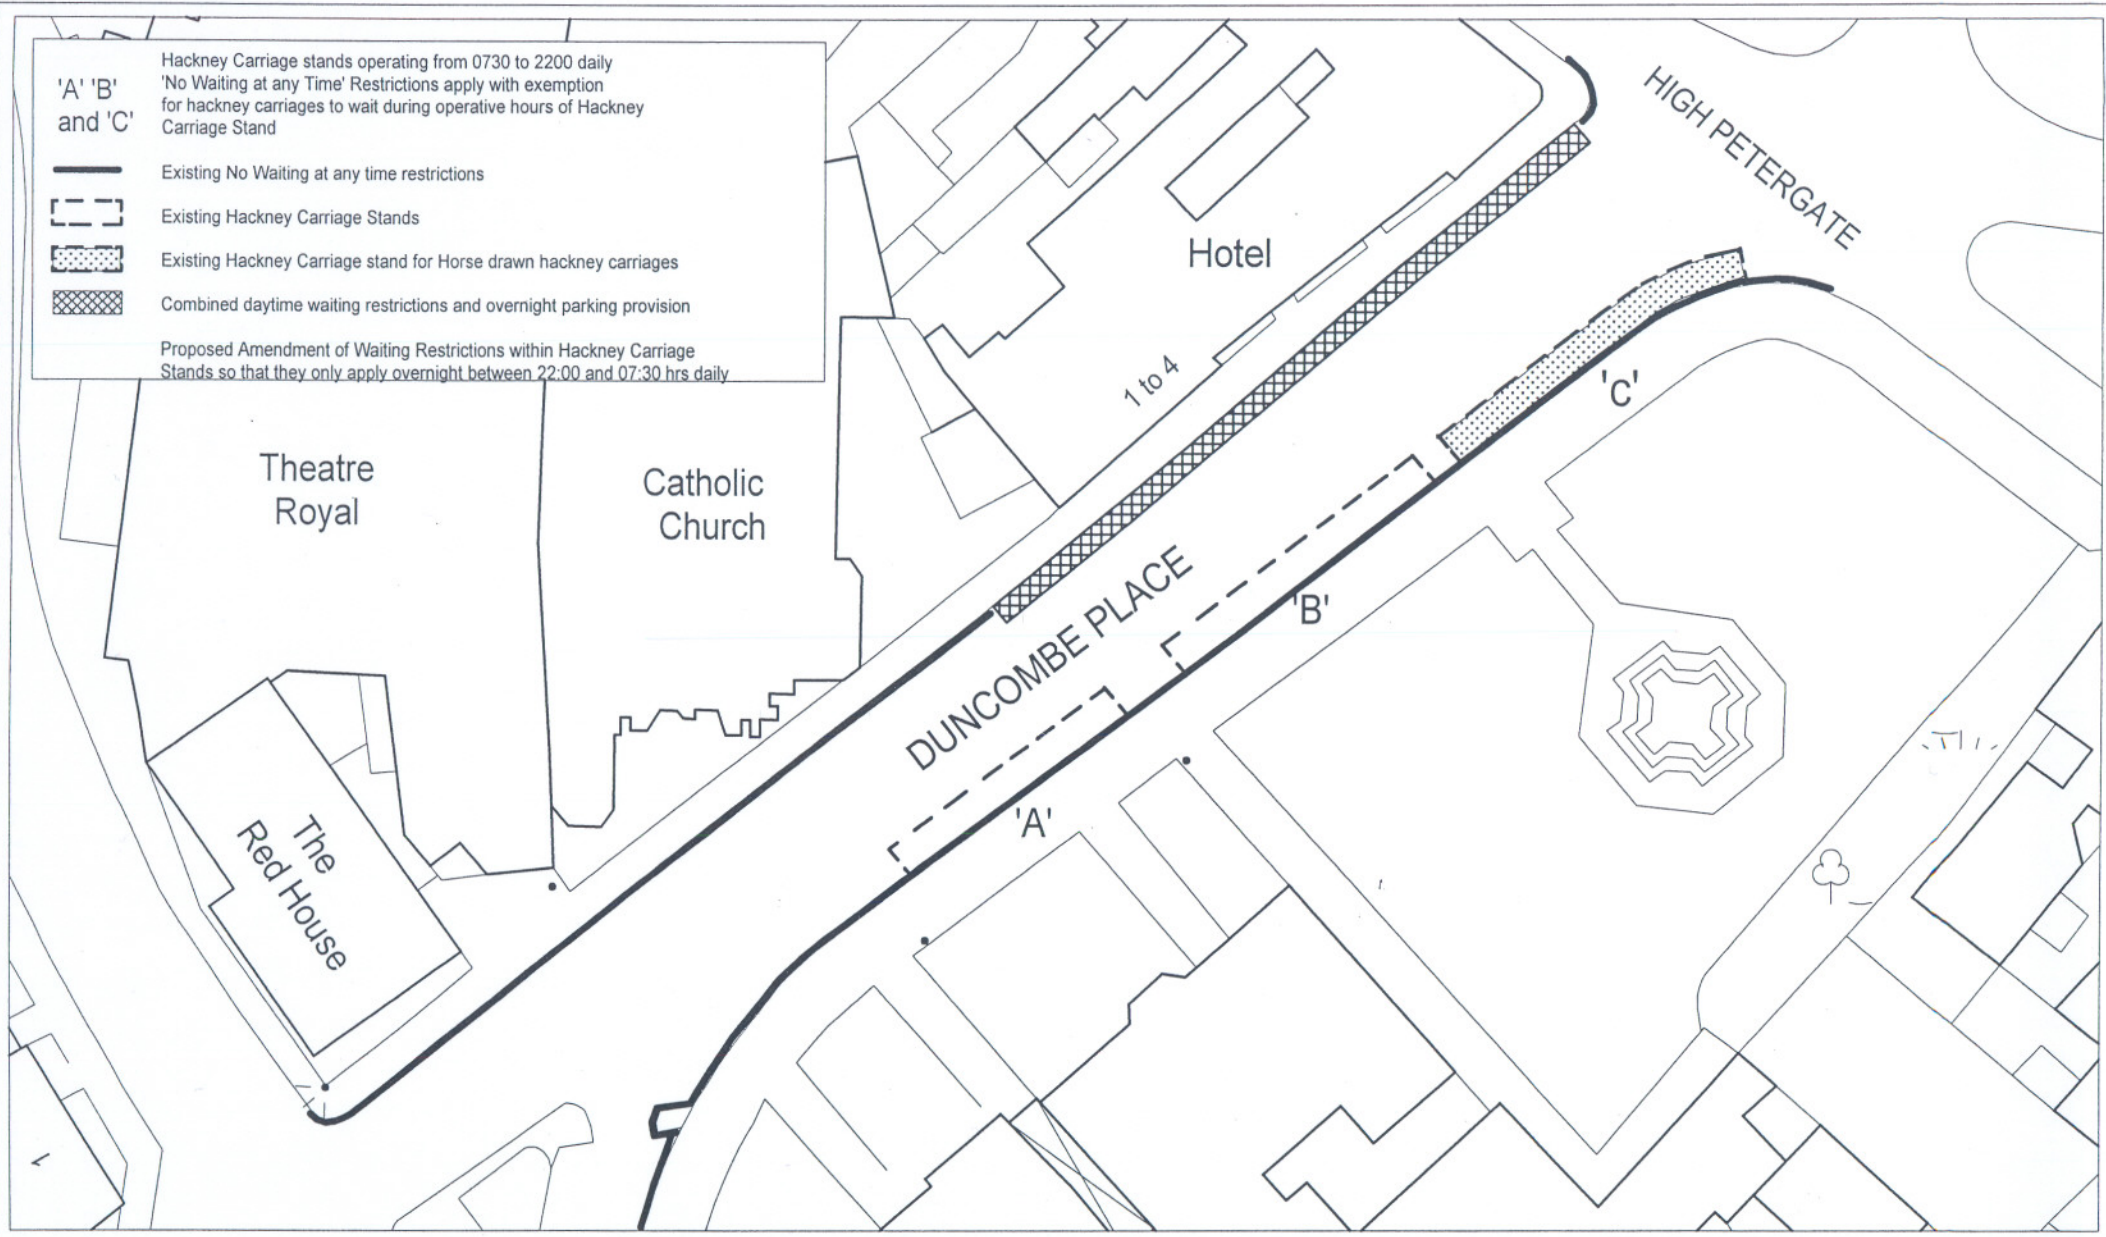 'A' 'B'
and 'C'
Hackney Carriage stands operating from 0730 to 2200 daily
'No Waiting at any Time' Restrictions apply with exemption
for hackney carriages to wait during operative hours of Hackney
Carriage Stand
Existing No Waiting at any time restrictions
Existing Hackney Carriage Stands
Existing Hackney Carriage stand for Horse drawn hackney carriages
Combined daytime waiting restrictions and overnight parking provision
Proposed Amendment of Waiting Restrictions within Hackney Carriage
Stands so that they only apply overnight between 22:00 and 07:30 hrs daily
HIGH PETERGATE
Hotel
1 to 4
'C'
Theatre
Royal
Catholic
Church
DUNCOMBE PLACE
'B'
'A'
The
Red House
1